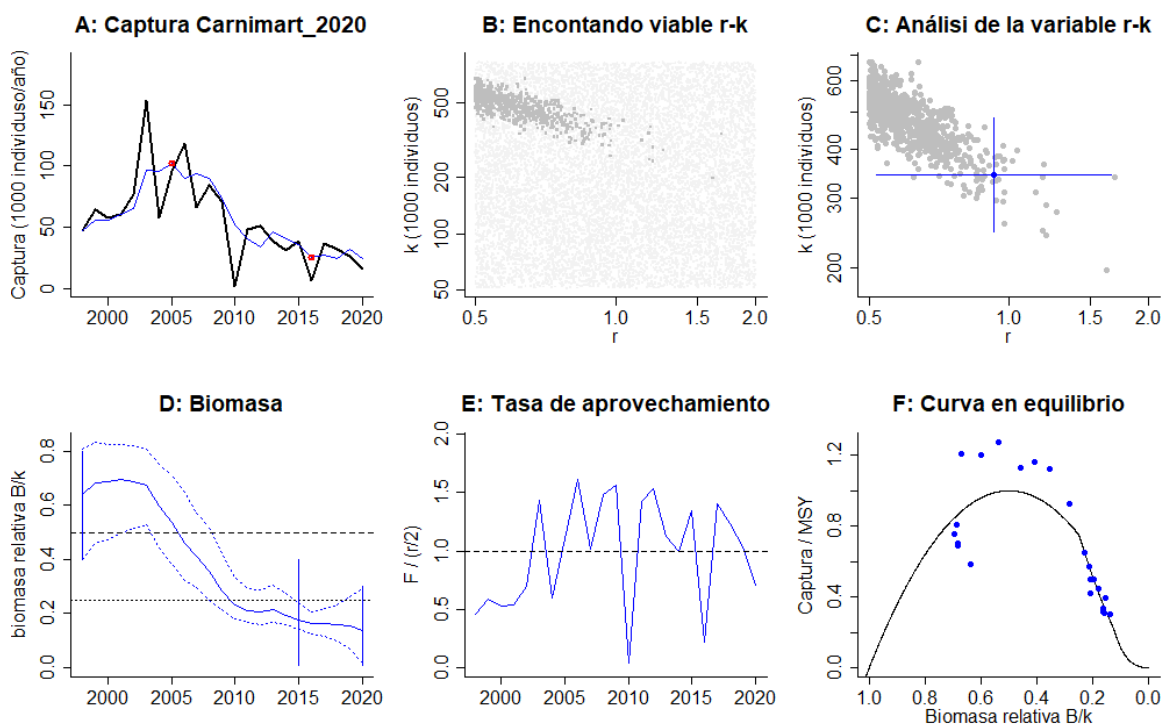 A: Captura Carnimart_2020
Captura (1000 individuso/año)
0 50 100 150
2000 2005 2010 2015 2020
B: Encontando viable r-k
k (1000 individuos)
50 100 200 500
0.5 1.0 2.0
r
C: Análisi de la variable r-k
k (1000 individuos)
200 300 400 600
0.5 1.0 1.5 2.0
r
D: Biomasa
biomasa relativa B/k
0.0 0.2 0.4 0.6 0.8
2000 2005 2010 2015 2020
E: Tasa de aprovechamiento
F / (r/2)
0.0 0.5 1.0 1.5 2.0
2000 2005 2010 2015 2020
F: Curva en equilibrio
Captura / MSY
0.0 0.4 0.8 1.2
1.0 0.8 0.6 0.4 0.2 0.0
Biomasa relativa B/k